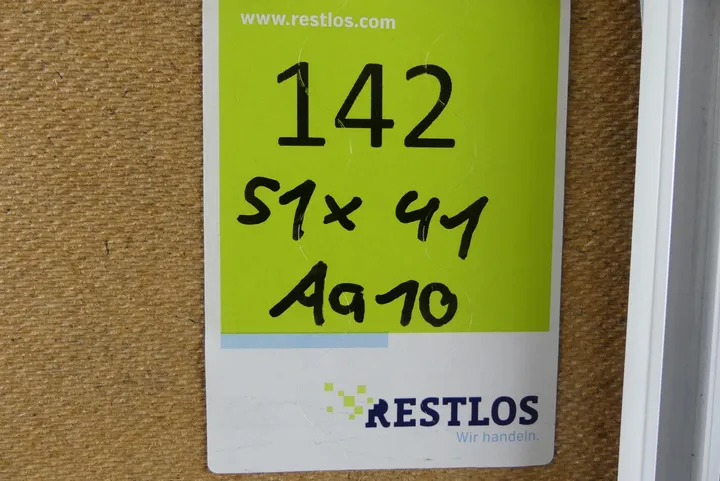 www.restlos.com
142
51x 41
Aa10
RESTLOS
Wir handeln.